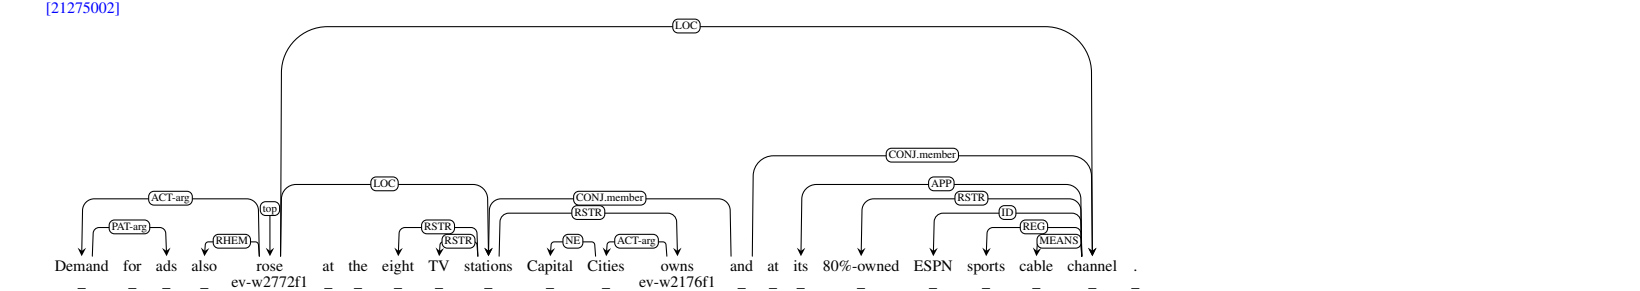 [21275002]
LOC
CONJ.member
LOC APP
ACT-arg CONJ.member RSTR
top RSTR ID
PAT-arg RSTR REG
RHEM RSTR NE ACT-arg MEANS
Demand for ads also rose at the eight TV stations Capital Cities owns and at its 80%-owned ESPN sports cable channel .
ev-w2772f1 ev-w2176f1
_ _ _ _ _ _ _ _ _ _ _ _ _ _ _ _ _ _ _